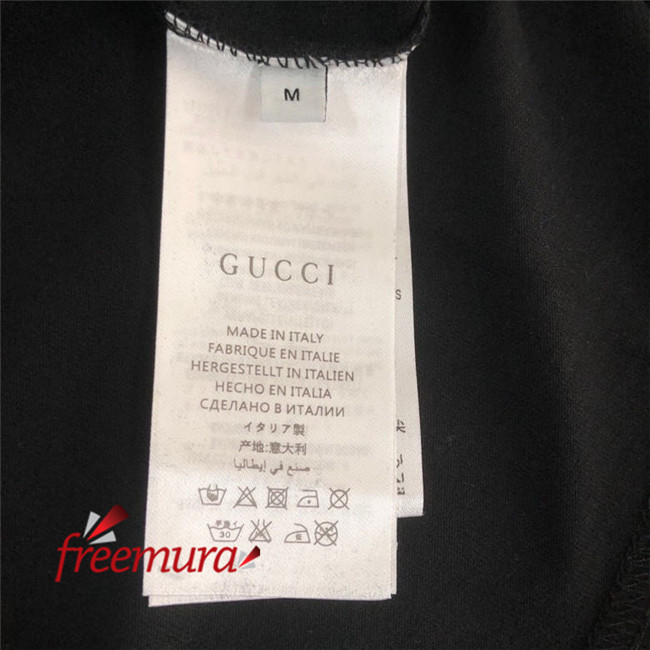 M
GUCCI
MADE IN ITALY
FABRIQUE EN ITALIE
HERGESTELLT IN ITALIEN
HECHO EN ITALIA
СДЕЛАНО В ИТАЛИИ
イタリア製
产地:意大利
صنع في إيطاليا
30
freemura